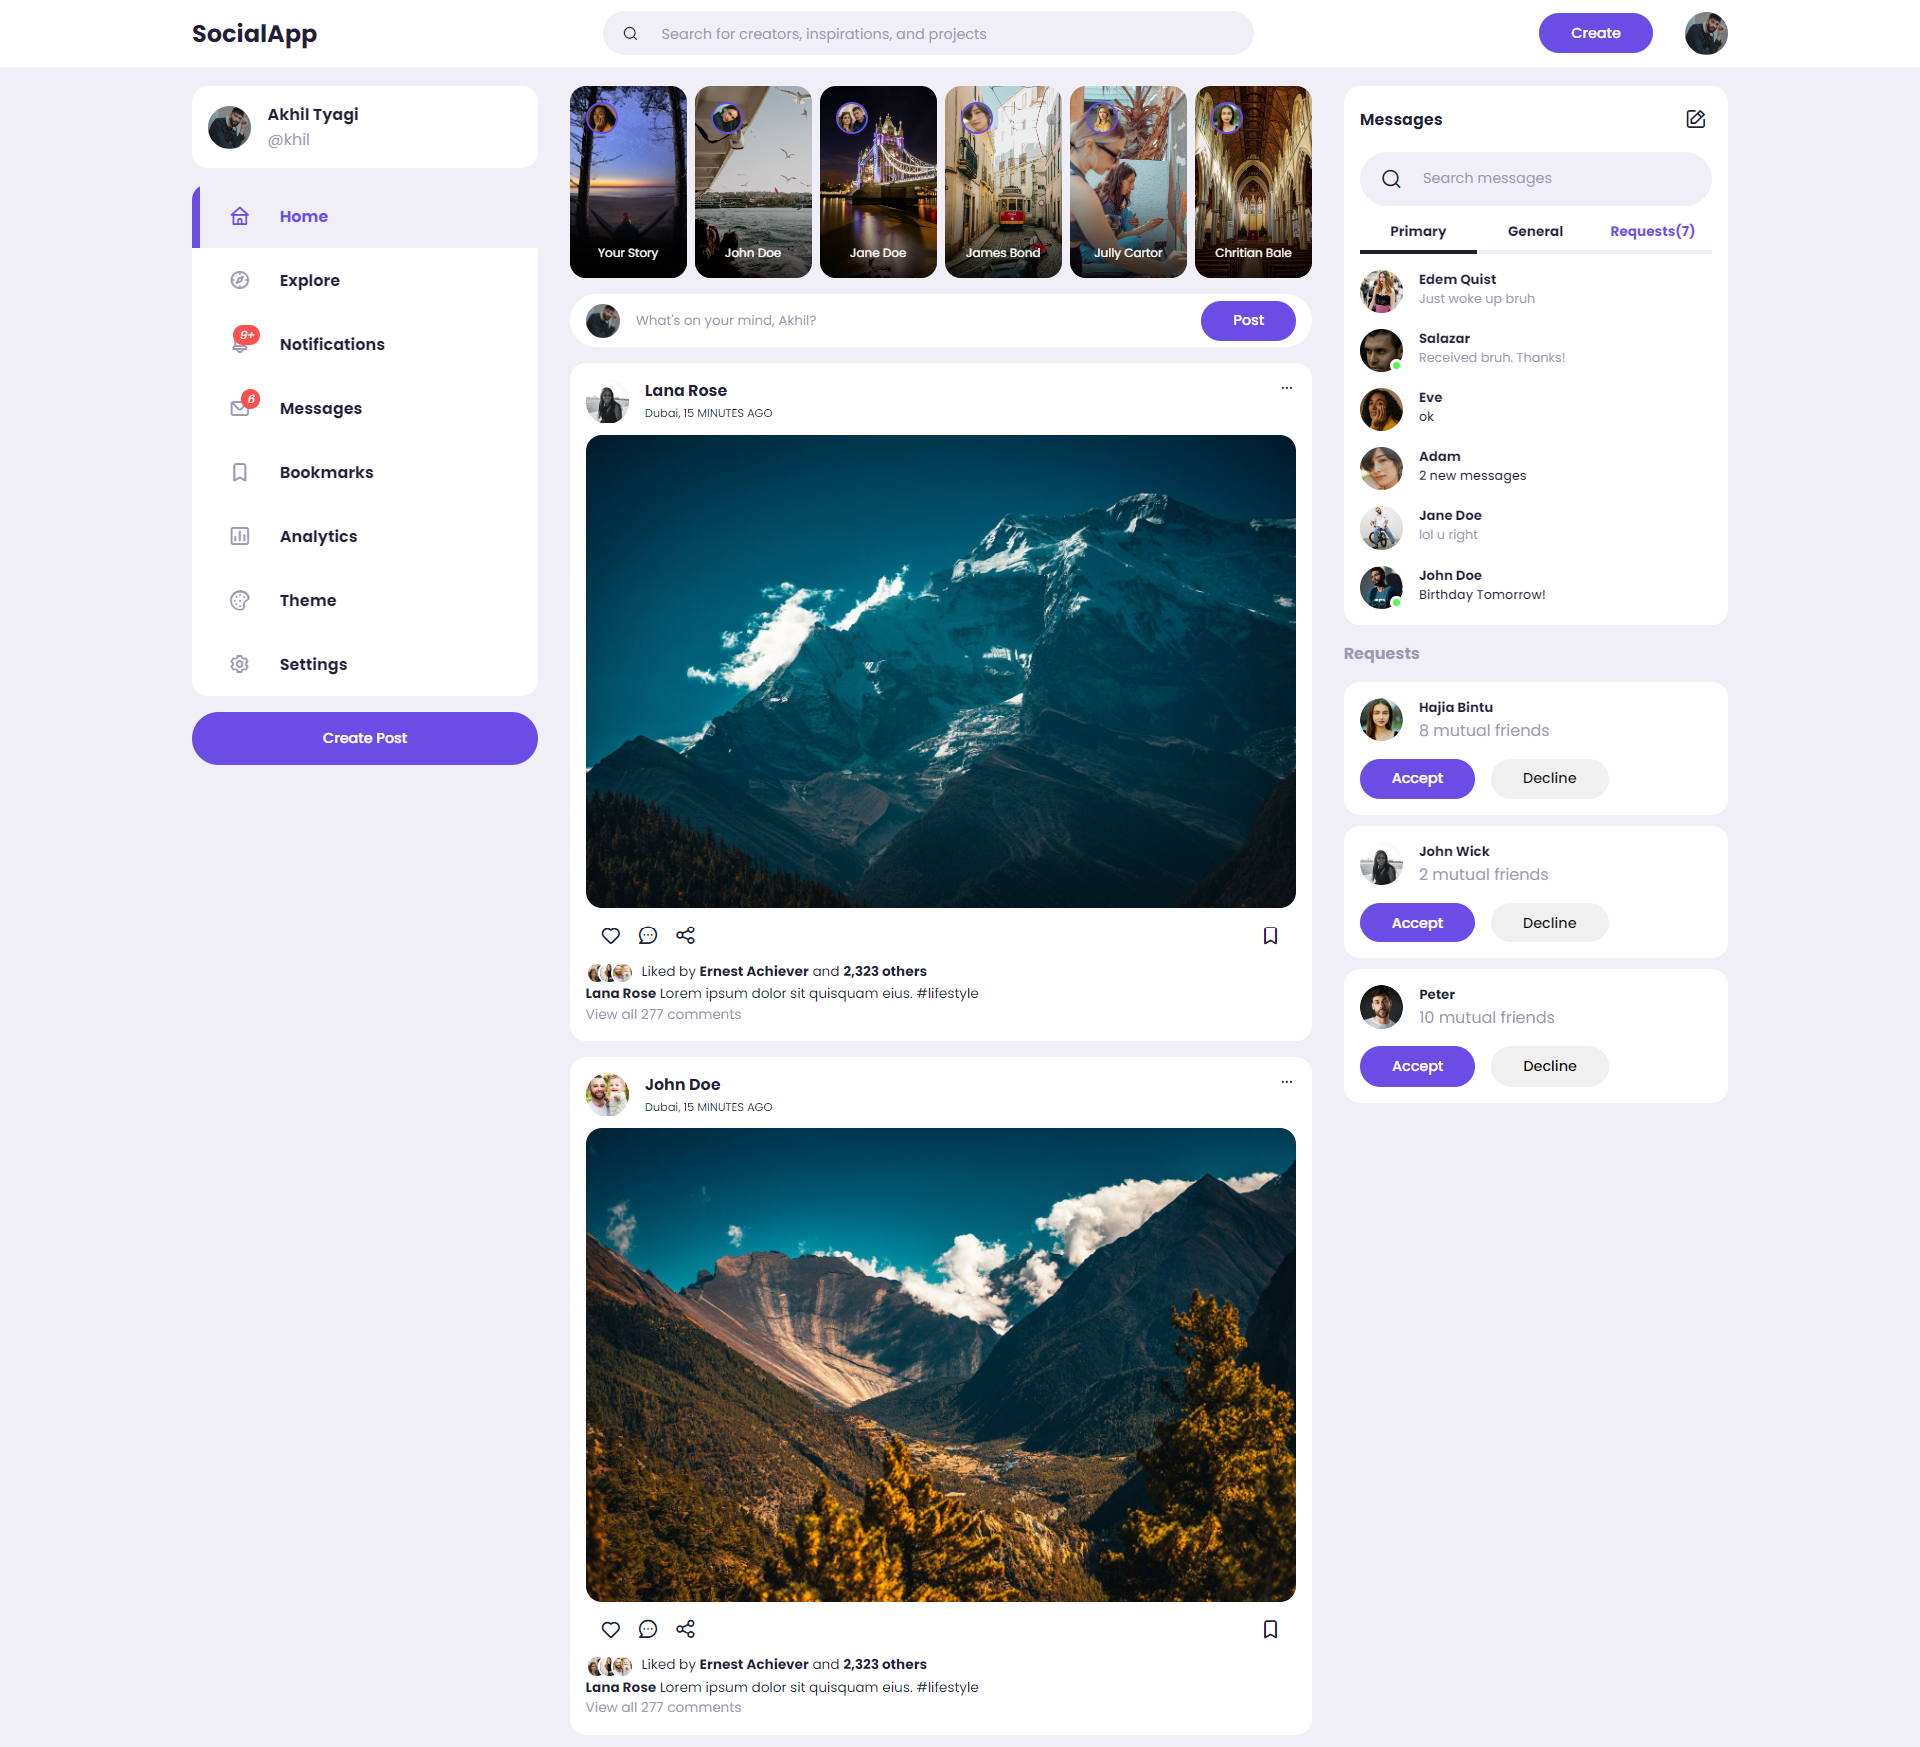 SocialApp
Search for creators, inspirations, and projects
Create
Akhil Tyagi
@khil
Home
Explore
9+
Notifications
6
Messages
Bookmarks
Analytics
Theme
Settings
Create Post
Your Story
John Doe
Jane Doe
James Bond
Jully Cartor
Chritian Bale
What's on your mind, Akhil?
Post
Lana Rose
Dubai, 15 MINUTES AGO
Liked by Ernest Achiever and 2,323 others
Lana Rose Lorem ipsum dolor sit quisquam eius. #lifestyle
View all 277 comments
John Doe
Dubai, 15 MINUTES AGO
Liked by Ernest Achiever and 2,323 others
Lana Rose Lorem ipsum dolor sit quisquam eius. #lifestyle
View all 277 comments
Messages
Search messages
Primary General Requests(7)
Edem Quist
Just woke up bruh
Salazar
Received bruh. Thanks!
Eve
ok
Adam
2 new messages
Jane Doe
lol u right
John Doe
Birthday Tomorrow!
Requests
Hajia Bintu
8 mutual friends
Accept Decline
John Wick
2 mutual friends
Accept Decline
Peter
10 mutual friends
Accept Decline